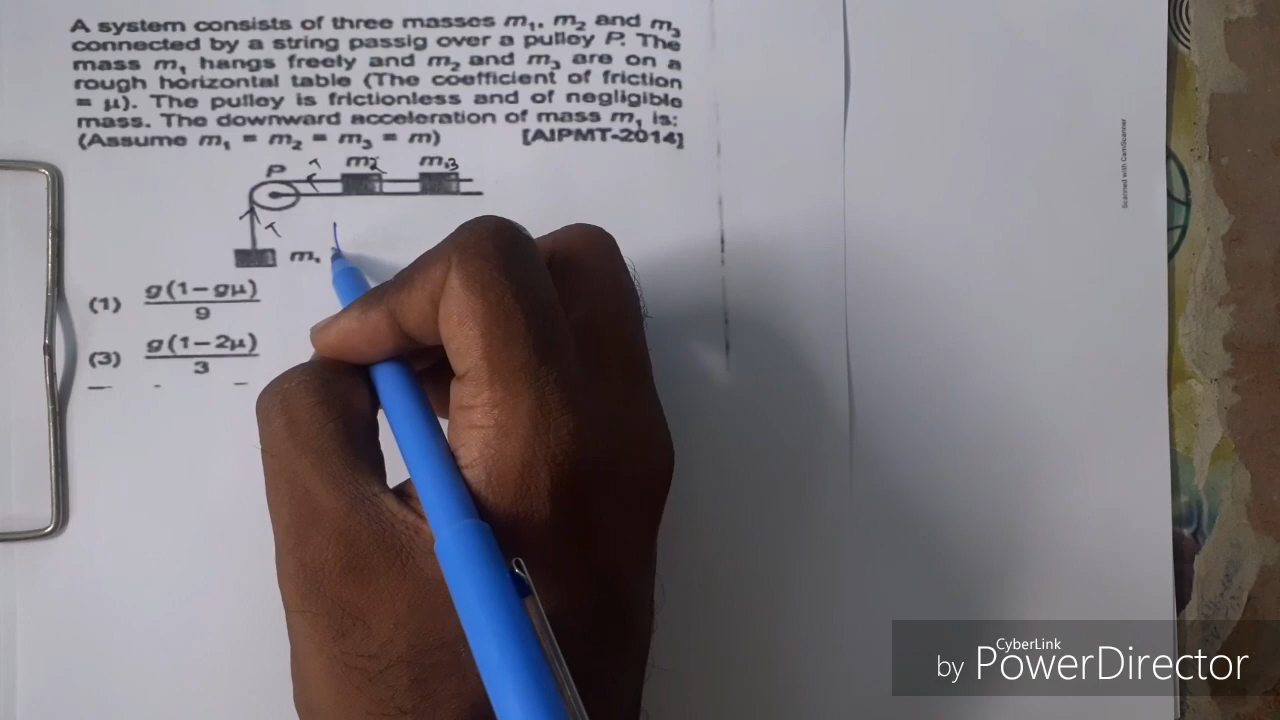 A system consists of three masses m₁, m₂ and m₃
connected by a string passig over a pulley P. The
mass m₁ hangs freely and m₂ and m₃ are on a
rough horizontal table (The coefficient of friction
= μ). The pulley is frictionless and of negligible
mass. The downward acceleration of mass m₁ is:
(Assume m₁ = m₂ = m₃ = m) [AIPMT-2014]
P T m₂ m₃
T
m₁
(1) g(1-gμ)/9
(3) g(1-2μ)/3
Scanned with CamScanner
CyberLink
by PowerDirector